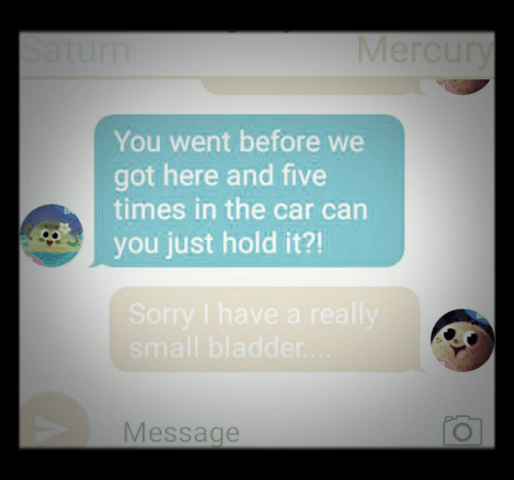 Saturn
Mercury
You went before we
got here and five
times in the car can
you just hold it?!
Sorry I have a really
small bladder....
Message